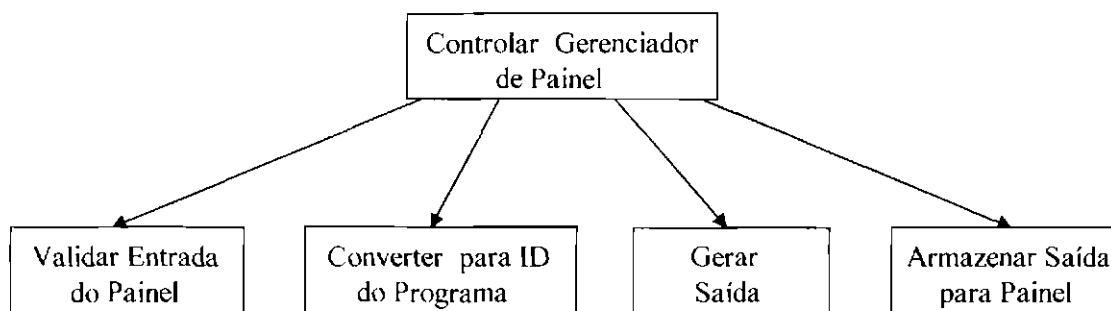 Controlar Gerenciador
de Painel
Validar Entrada
do Painel
Converter para ID
do Programa
Gerar
Saída
Armazenar Saída
para Painel